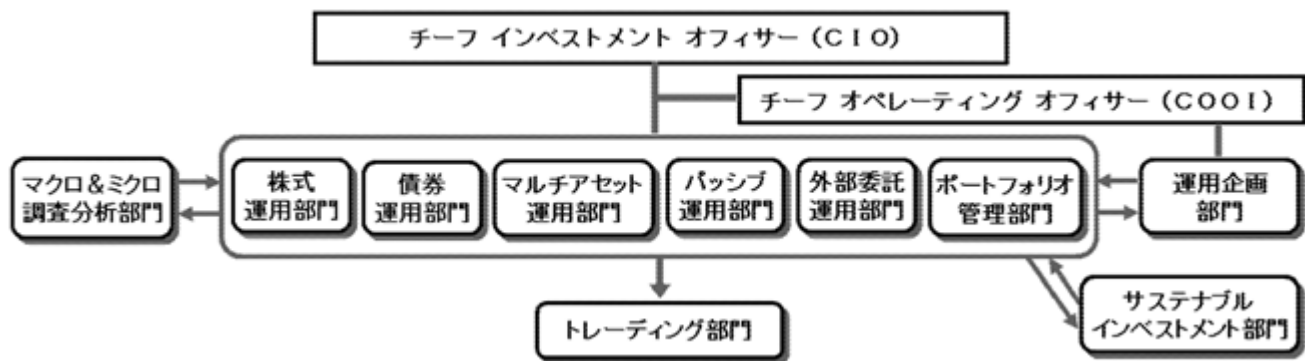 チーフ インベストメント オフィサー (CIO)
チーフ オペレーティング オフィサー (COOI)
マクロ&ミクロ
調査分析部門
株式
運用部門
債券
運用部門
マルチアセット
運用部門
パッシブ
運用部門
外部委託
運用部門
ポートフォリオ
管理部門
運用企画
部門
トレーディング部門
サステナブル
インベストメント部門